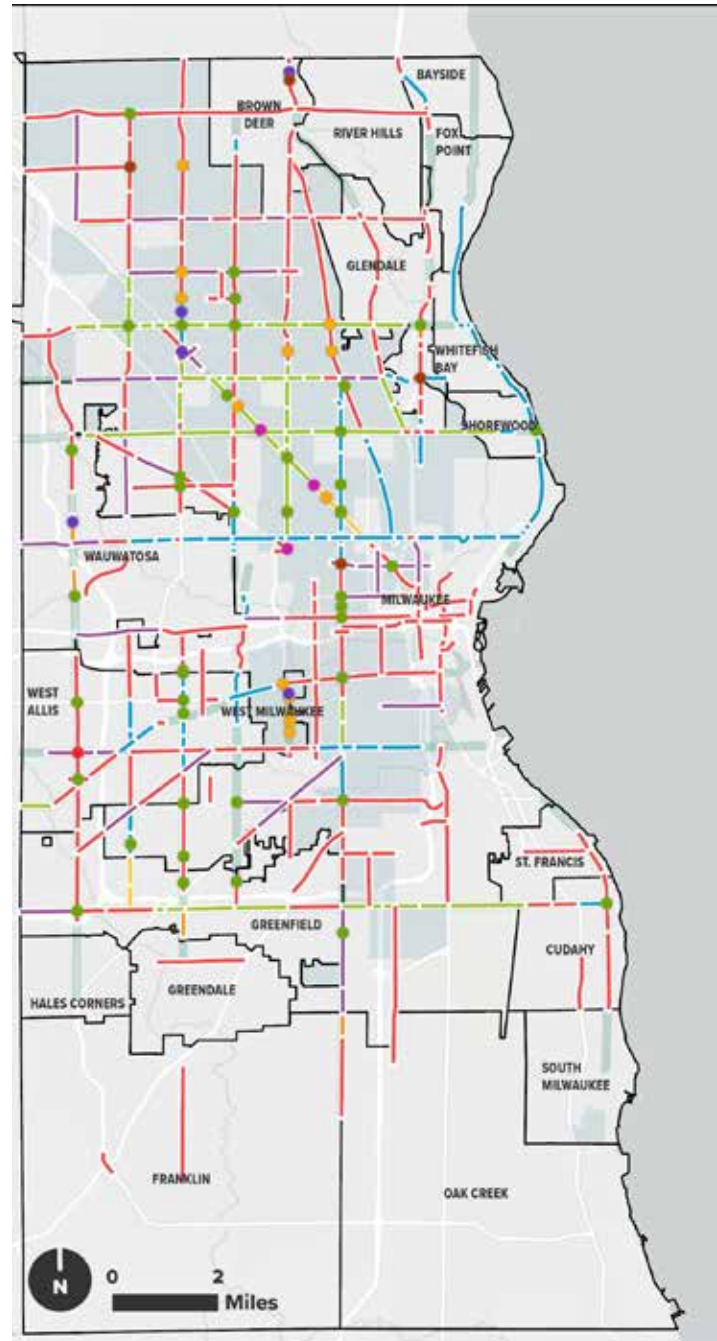 BAYSIDE
BROWN
DEER
RIVER HILLS
FOX
POINT
GLENDALE
WHITEFISH
BAY
SHOREWOOD
WAUWATOSA
MILWAUKEE
WEST
ALLIS
WEST MILWAUKEE
ST. FRANCIS
GREENFIELD
CUDAHY
GREENDALE
HALES CORNERS
SOUTH
MILWAUKEE
FRANKLIN
OAK CREEK
N
0 2
Miles